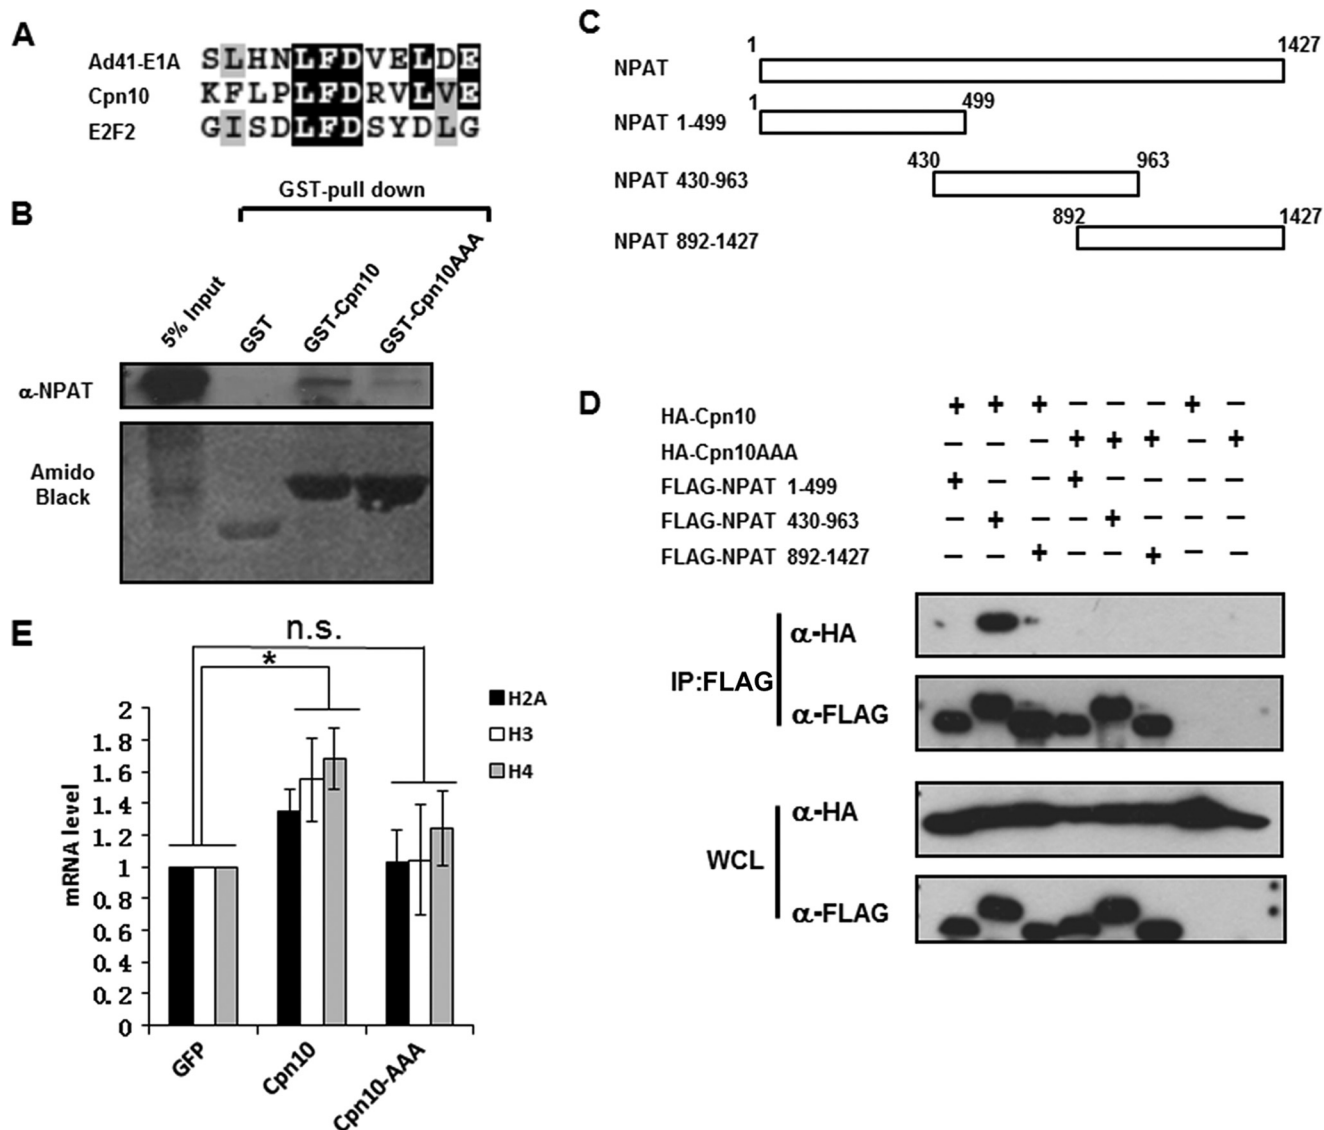 A
Ad41-E1A SLHNLFDVELDE
Cpn10 KFLPLFDRVLVE
E2F2 GISDLFDSYDLG
B
GST-pull down
5% Input
GST
GST-Cpn10
GST-Cpn10AAA
α-NPAT
Amido
Black
C
NPAT 1 1427
NPAT 1-499 1 499
NPAT 430-963 430 963
NPAT 892-1427 892 1427
D
HA-Cpn10 + + + − − − + −
HA-Cpn10AAA − − − + + + − +
FLAG-NPAT 1-499 + − − + − − − −
FLAG-NPAT 430-963 − + − − + − − −
FLAG-NPAT 892-1427 − − + − − + − −
IP:FLAG
α-HA
α-FLAG
WCL
α-HA
α-FLAG
E
n.s.
*
H2A
H3
H4
mRNA level
2
1.8
1.6
1.4
1.2
1
0.8
0.6
0.4
0.2
0
GFP
Cpn10
Cpn10-AAA